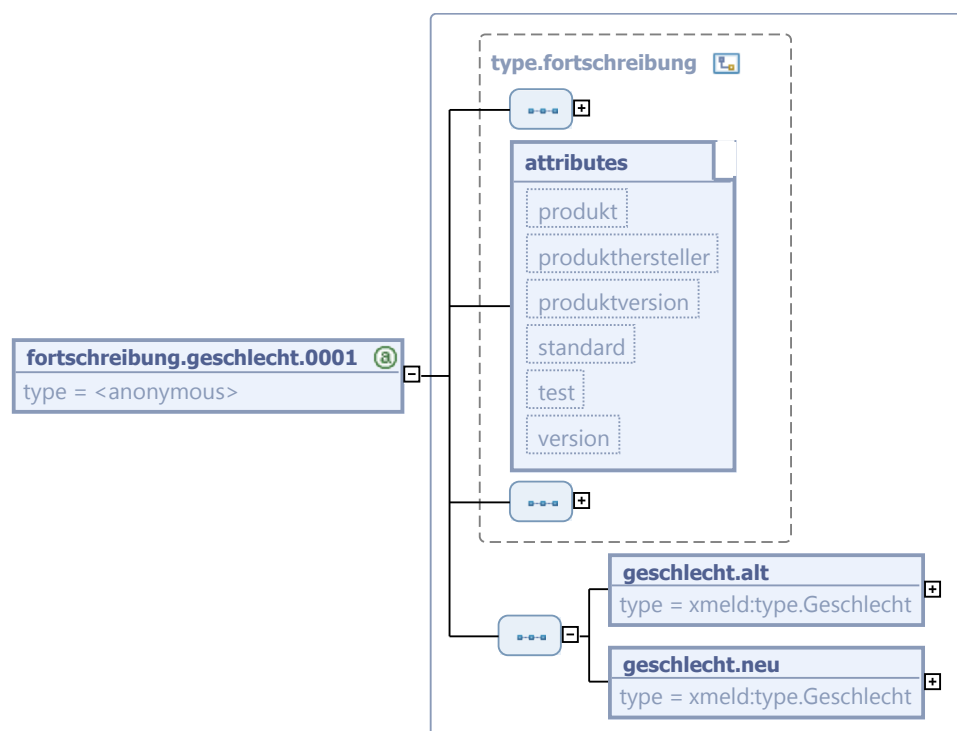 type.fortschreibung
attributes
produkt
produkthersteller
produktversion
standard
test
version
fortschreibung.geschlecht.0001 a
type = <anonymous>
geschlecht.alt
type = xmeld:type.Geschlecht
geschlecht.neu
type = xmeld:type.Geschlecht